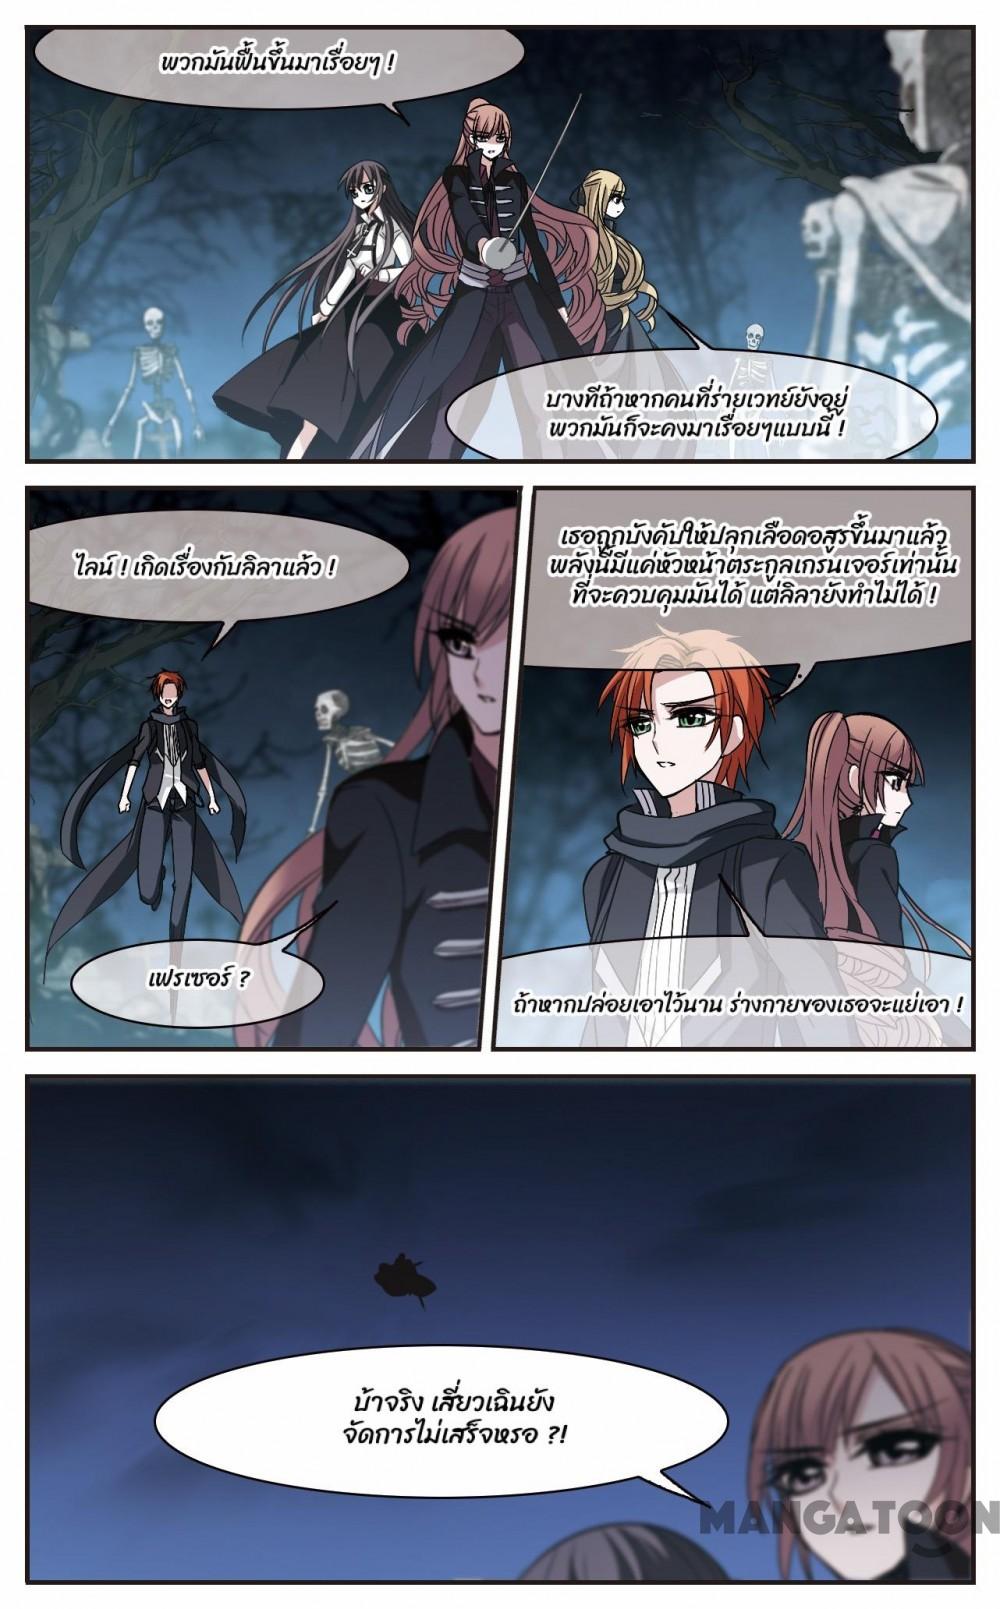 พวกมันฟื้นขึ้นมาเรื่อยๆ !
บางทีถ้าหากคนที่ร่ายเวทย์ยังอยู่
พวกมันก็จะคงมาเรื่อยๆแบบนี้ !
ไลน์ ! เกิดเรื่องกับลิลาแล้ว !
เฟรเซอร์ ?
เธอถูกบังคับให้ปลุกเลือดอสูรขึ้นมาแล้ว
พลังนี้มีแค่หัวหน้าตระกูลเกรนเจอร์เท่านั้น
ที่จะควบคุมมันได้ แต่ลิลายังทำไม่ได้ !
ถ้าหากปล่อยเอาไว้นาน ร่างกายของเธอจะแย่เอา !
บ้าจริง เสี่ยวเฉินยัง
จัดการไม่เสร็จหรอ ?!
MANGATOON